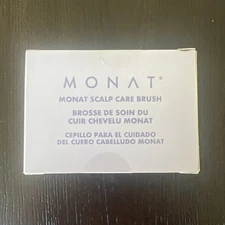 MONAT®
MONAT SCALP CARE BRUSH
BROSSE DE SOIN DU
CUIR CHEVELU MONAT
CEPILLO PARA EL CUIDADO
DEL CUERO CABELLUDO MONAT